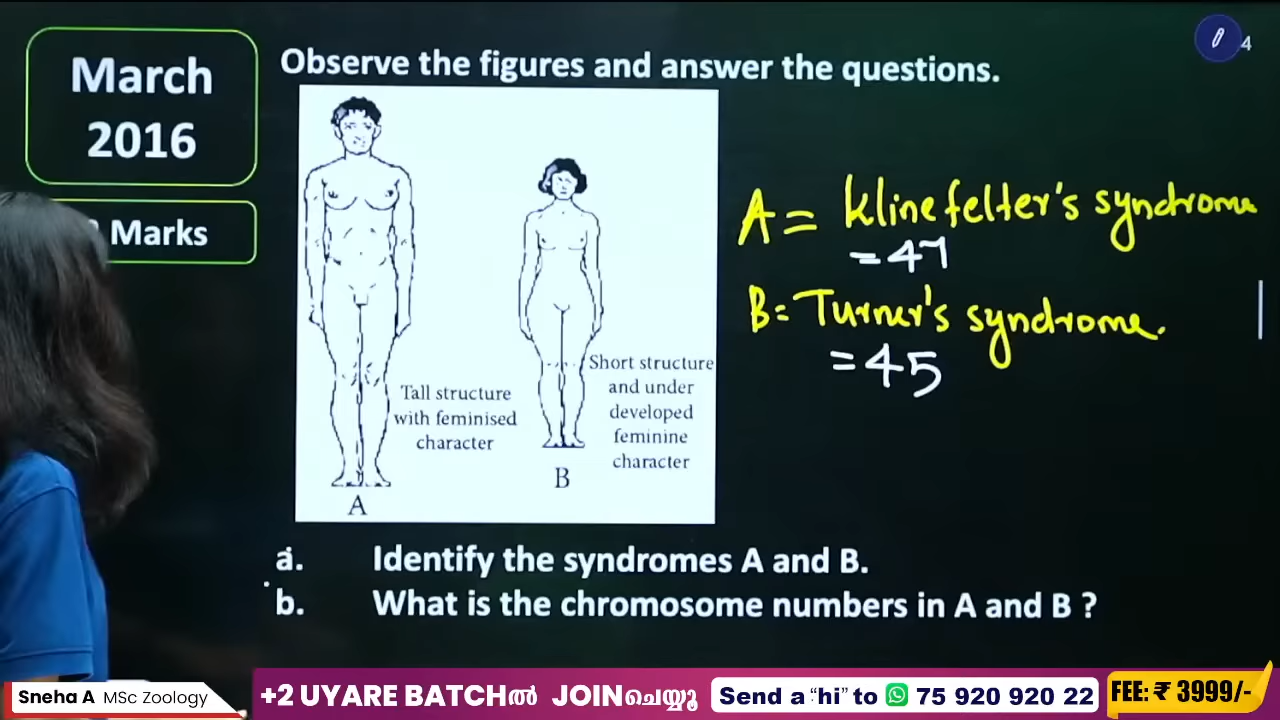 March
2016
Marks
Observe the figures and answer the questions.
4
Tall structure
with feminised
character
A
Short structure
and under
developed
feminine
character
B
A = Klinefelter's syndrome
= 47
B = Turner's syndrome.
= 45
a. Identify the syndromes A and B.
b. What is the chromosome numbers in A and B ?
Sneha A MSc Zoology
+2 UYARE BATCHൽ JOINചെയ്യൂ
Send a “hi” to 75 920 920 22
FEE: ₹ 3999/-